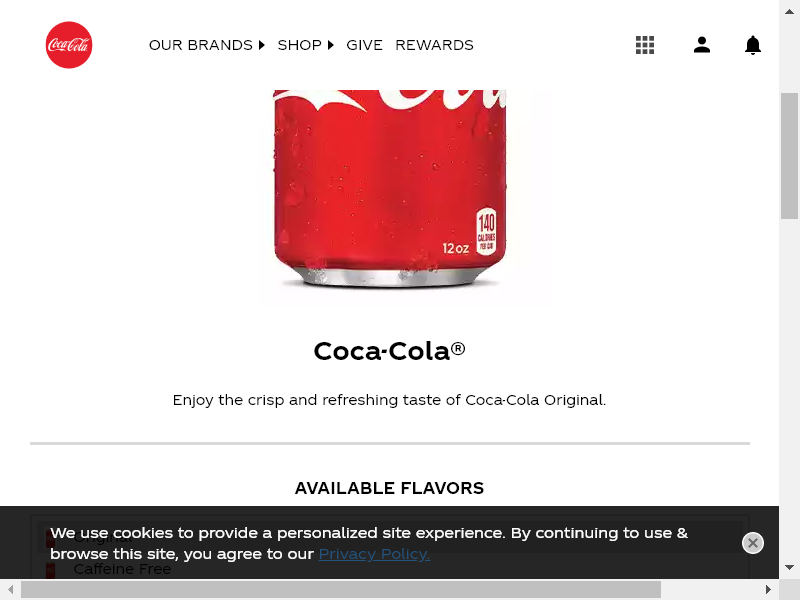 Coca-Cola
OUR BRANDS SHOP GIVE REWARDS
140
CALORIES
PER CAN
12 oz
Coca-Cola®
Enjoy the crisp and refreshing taste of Coca-Cola Original.
AVAILABLE FLAVORS
Original
We use cookies to provide a personalized site experience. By continuing to use &
browse this site, you agree to our Privacy Policy.
Caffeine Free